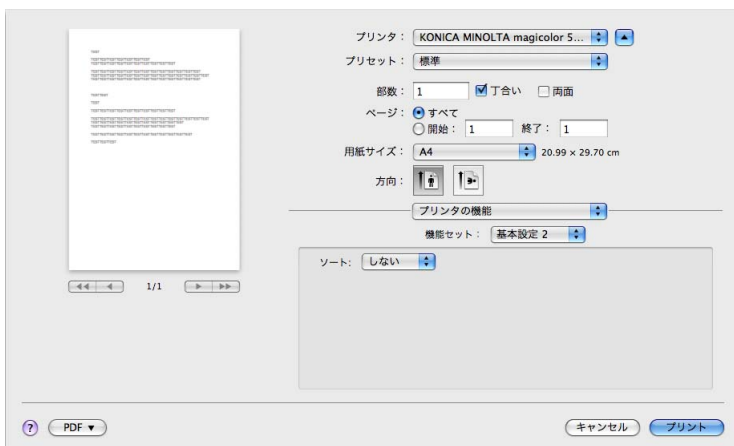 プリンタ： KONICA MINOLTA magicolor 5...
プリセット： 標準
部数： 1 丁合い 両面
ページ： すべて
開始： 1 終了： 1
用紙サイズ： A4 20.99 × 29.70 cm
方向：
プリンタの機能
機能セット： 基本設定 2
ソート: しない
1/1
? PDF ▼ キャンセル プリント